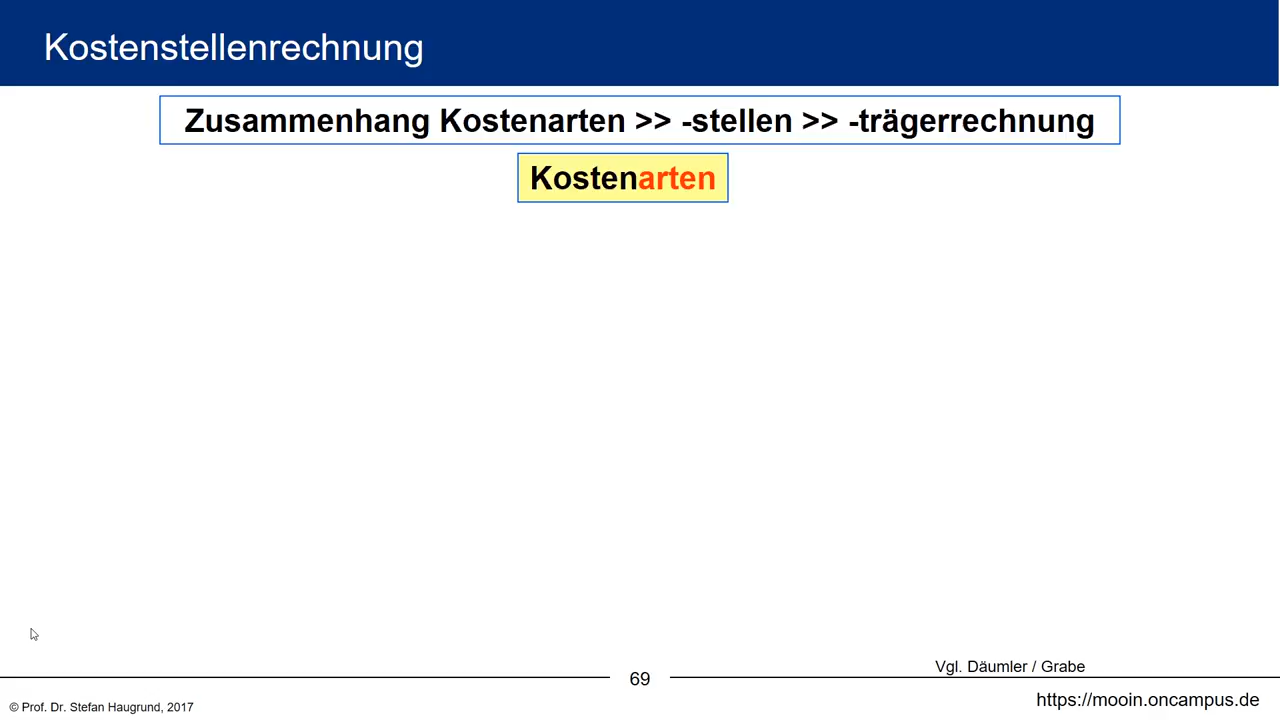 Kostenstellenrechnung
Zusammenhang Kostenarten >> -stellen >> -trägerrechnung
Kostenarten
Vgl. Däumler / Grabe
69
© Prof. Dr. Stefan Haugrund, 2017
https://mooin.oncampus.de